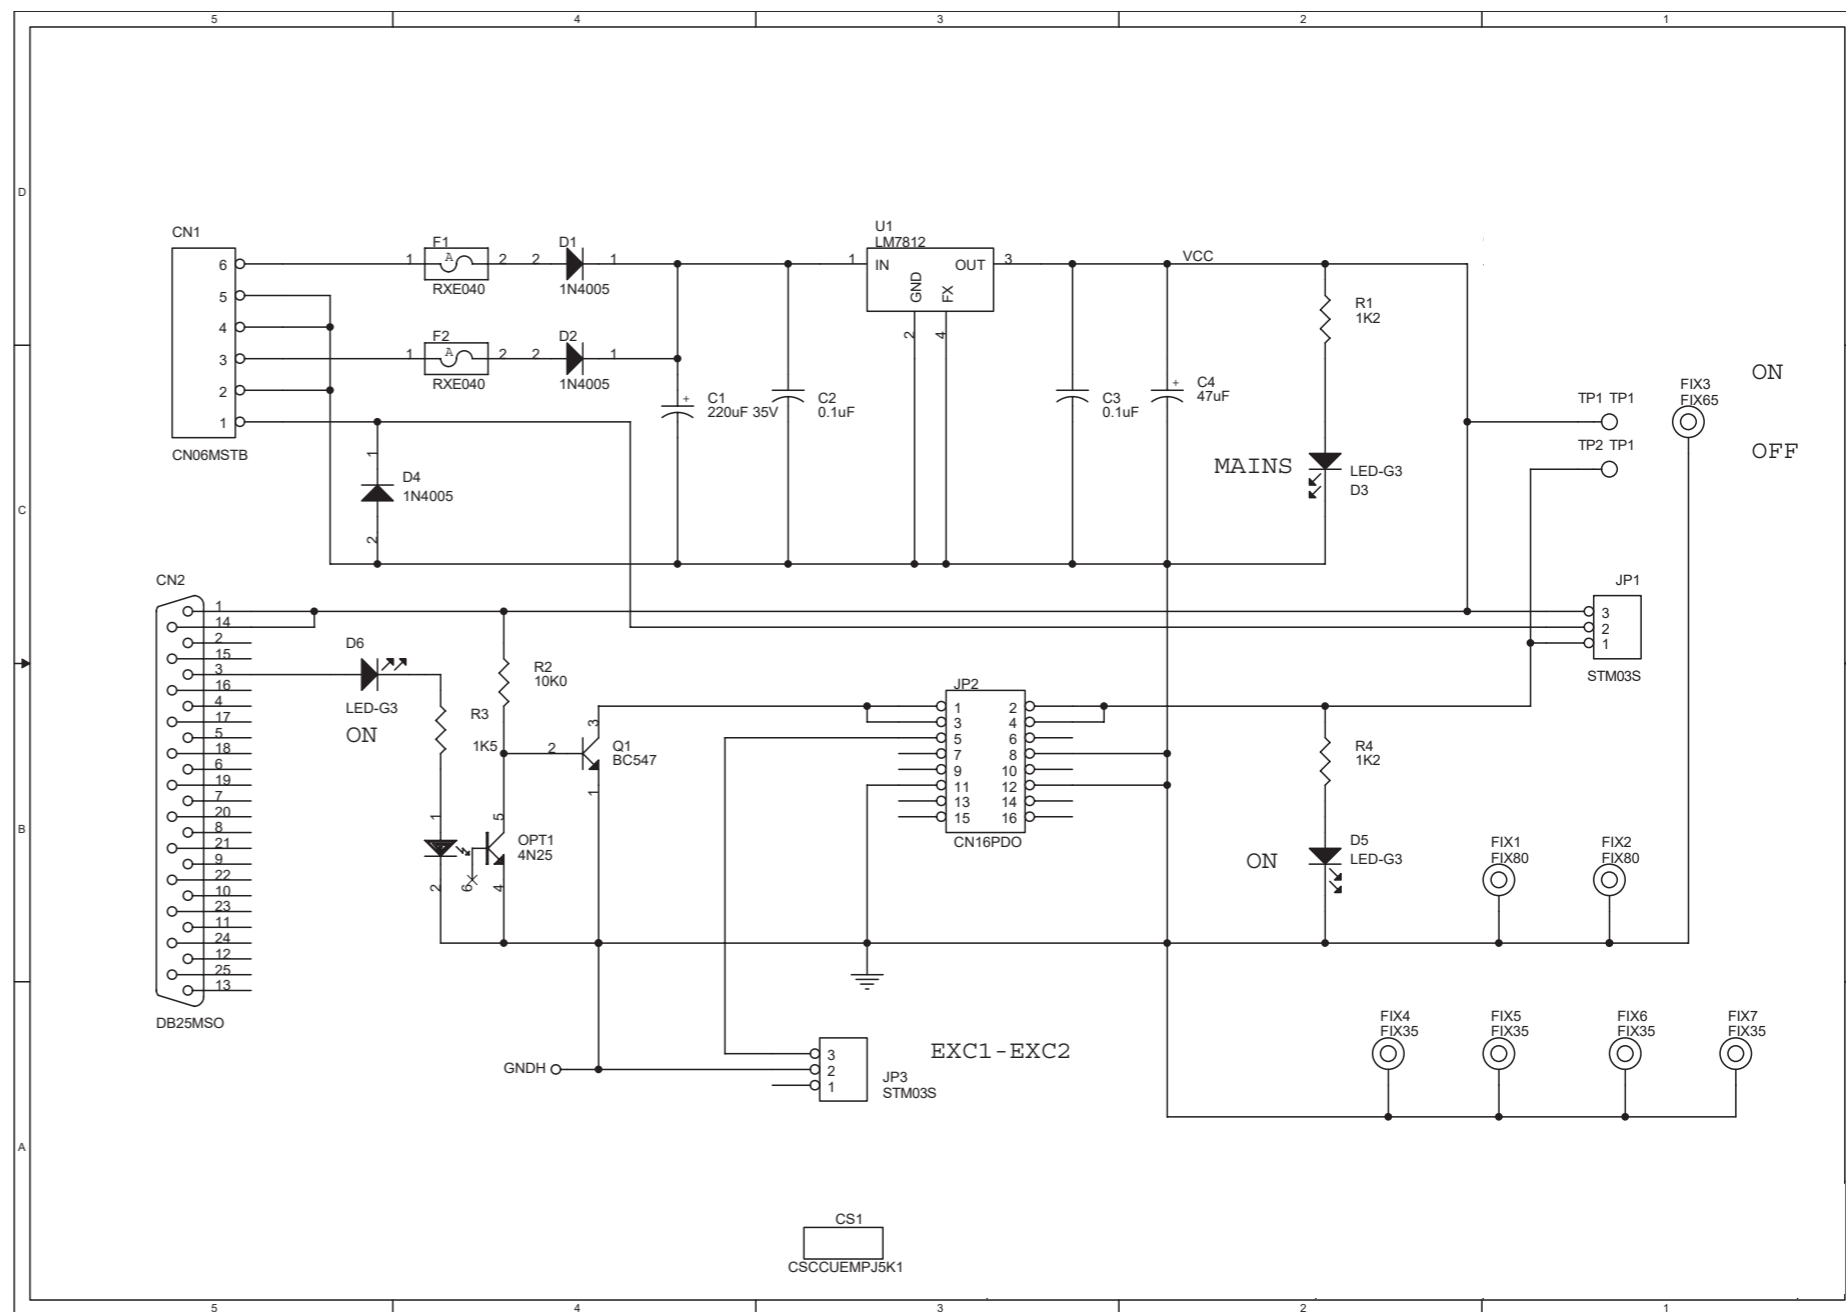 5 4 3 2 1
D
C
B
A
CN1
6
5
4
3
2
1
CN06MSTB
F1
A
1 2
RXE040
D1
2 1
1N4005
F2
A
1 2
RXE040
D2
2 1
1N4005
D4
1N4005
1
2
+
C1
220uF 35V
C2
0.1uF
U1
LM7812
1 IN OUT 3
GND FX
2 4
VCC
C3
0.1uF
+
C4
47uF
R1
1K2
MAINS
LED-G3
D3
TP1 TP1
TP2 TP1
FIX3
FIX65
ON
OFF
JP1
3
2
1
STM03S
CN2
1
14
2
15
3
16
4
17
5
18
6
19
7
20
8
21
9
22
10
23
11
24
12
25
13
DB25MSO
D6
LED-G3
ON
R3
1K5
R2
10K0
2 3 1
Q1
BC547
1
2
5
6 4
OPT1
4N25
JP2
1 2
3 4
5 6
7 8
9 10
11 12
13 14
15 16
CN16PDO
R4
1K2
ON
D5
LED-G3
FIX1
FIX80
FIX2
FIX80
GNDH
3
2
1
JP3
STM03S
EXC1-EXC2
FIX4
FIX35
FIX5
FIX35
FIX6
FIX35
FIX7
FIX35
CS1
CSCCUEMPJ5K1
5 4 3 2 1